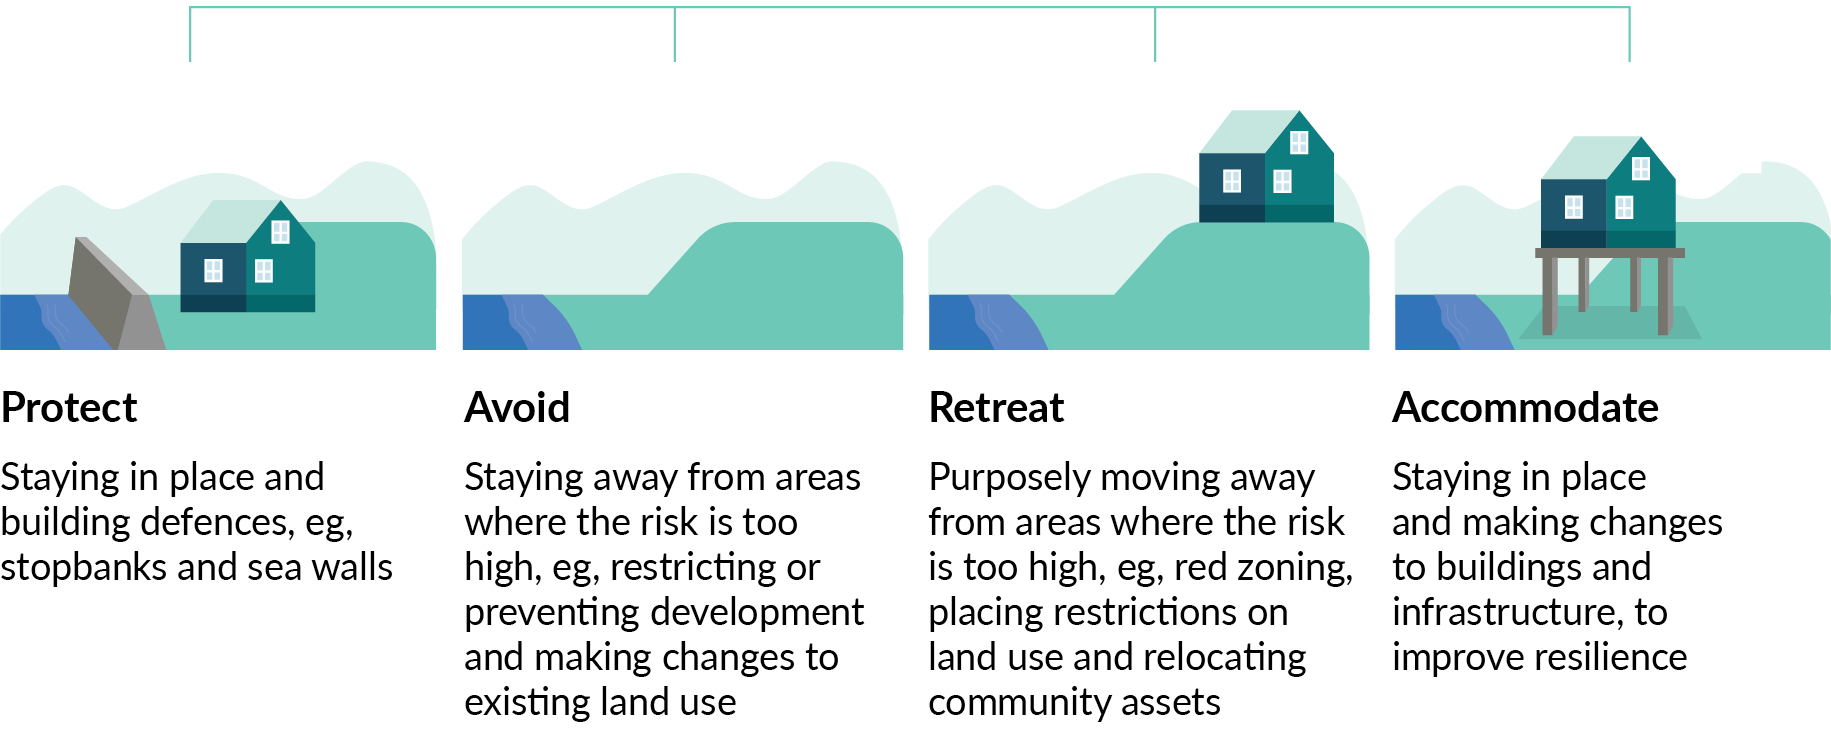 Protect
Staying in place and
building defences, eg,
stopbanks and sea walls
Avoid
Staying away from areas
where the risk is too
high, eg, restricting or
preventing development
and making changes to
existing land use
Retreat
Purposely moving away
from areas where the risk
is too high, eg, red zoning,
placing restrictions on
land use and relocating
community assets
Accommodate
Staying in place
and making changes
to buildings and
infrastructure, to
improve resilience